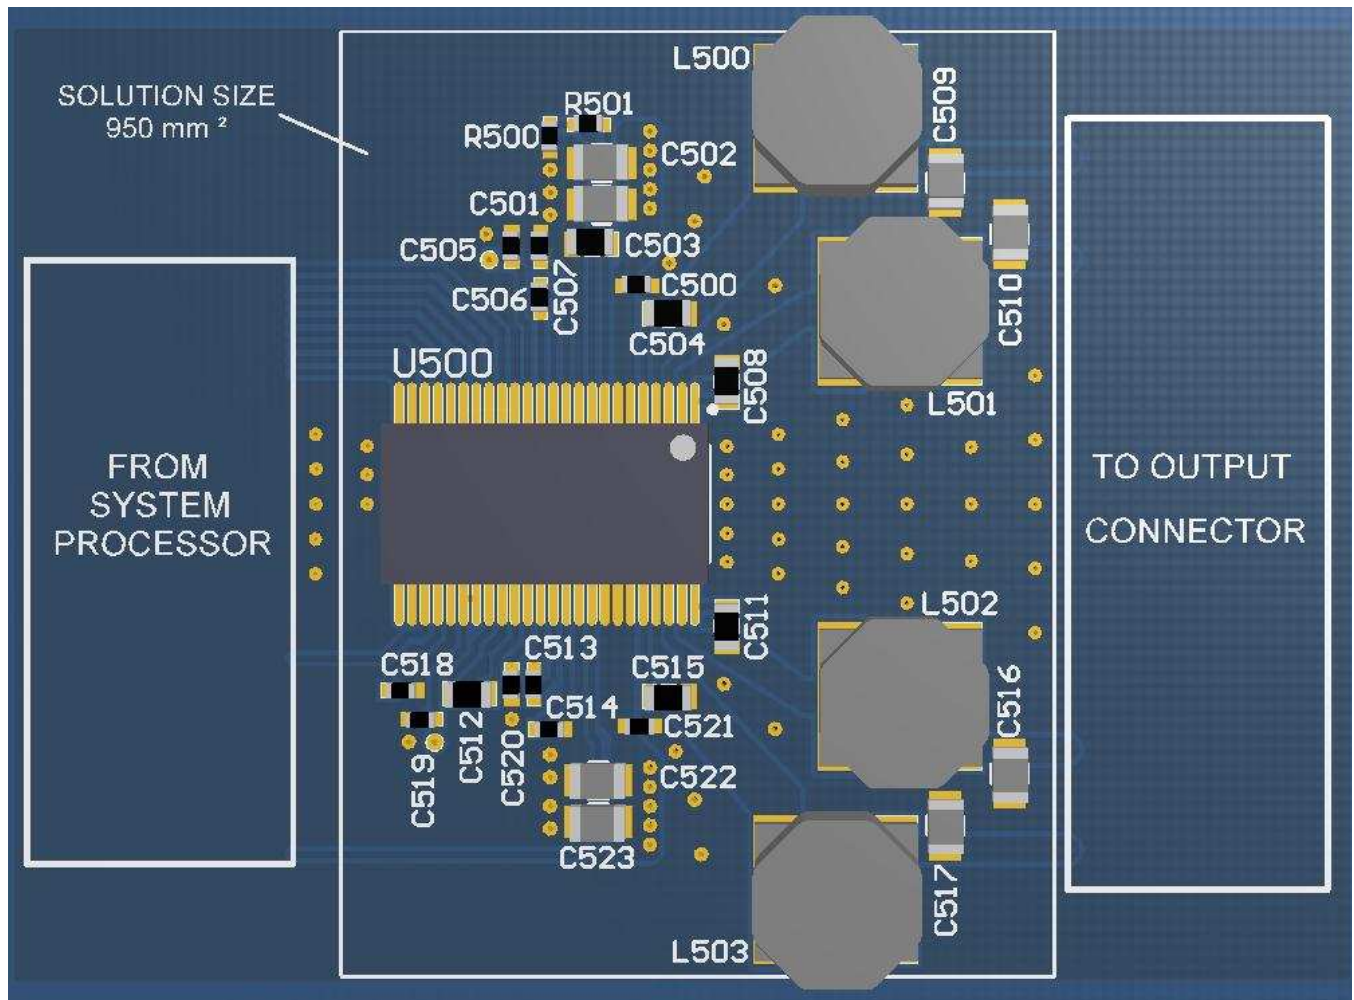 L500
SOLUTION SIZE
950 mm ²
C509
R501
R500
C502
C501
C505
C503
C507
C506
C500
C510
C504
U500
C508
L501
FROM
SYSTEM
PROCESSOR
TO OUTPUT
CONNECTOR
L502
C511
C513
C518
C515
C516
C514
C512
C521
C520
C519
C522
C523
C517
L503